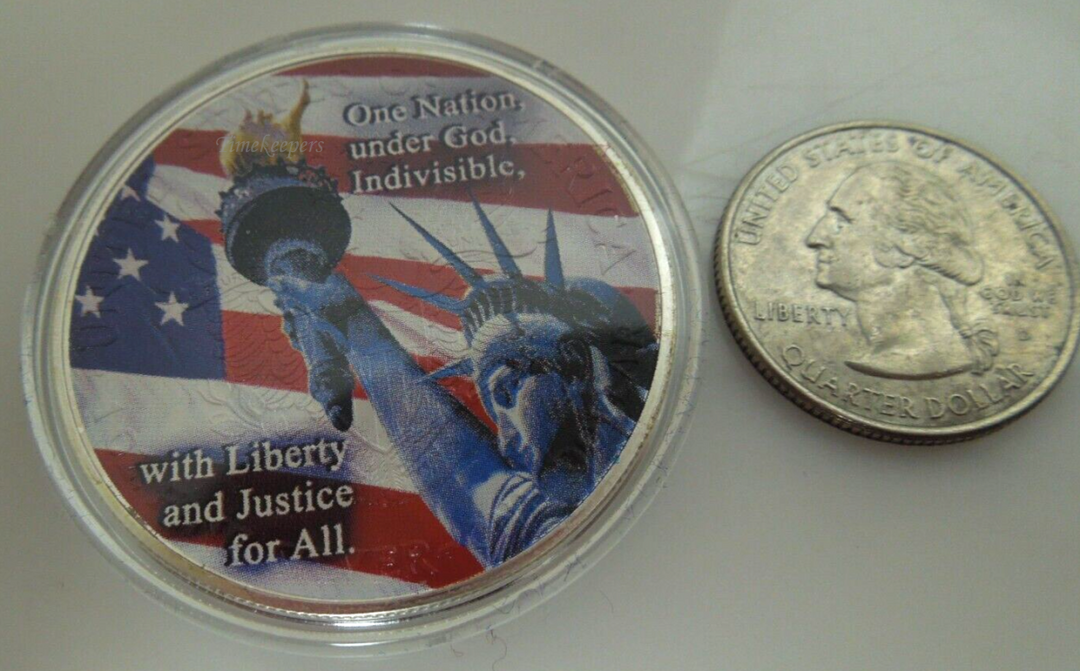 One Nation,
under God,
Indivisible,
TimeKeepers
with Liberty
and Justice
for All.
UNITED STATES OF AMERICA
LIBERTY
IN
GOD WE
TRUST
D
QUARTER DOLLAR